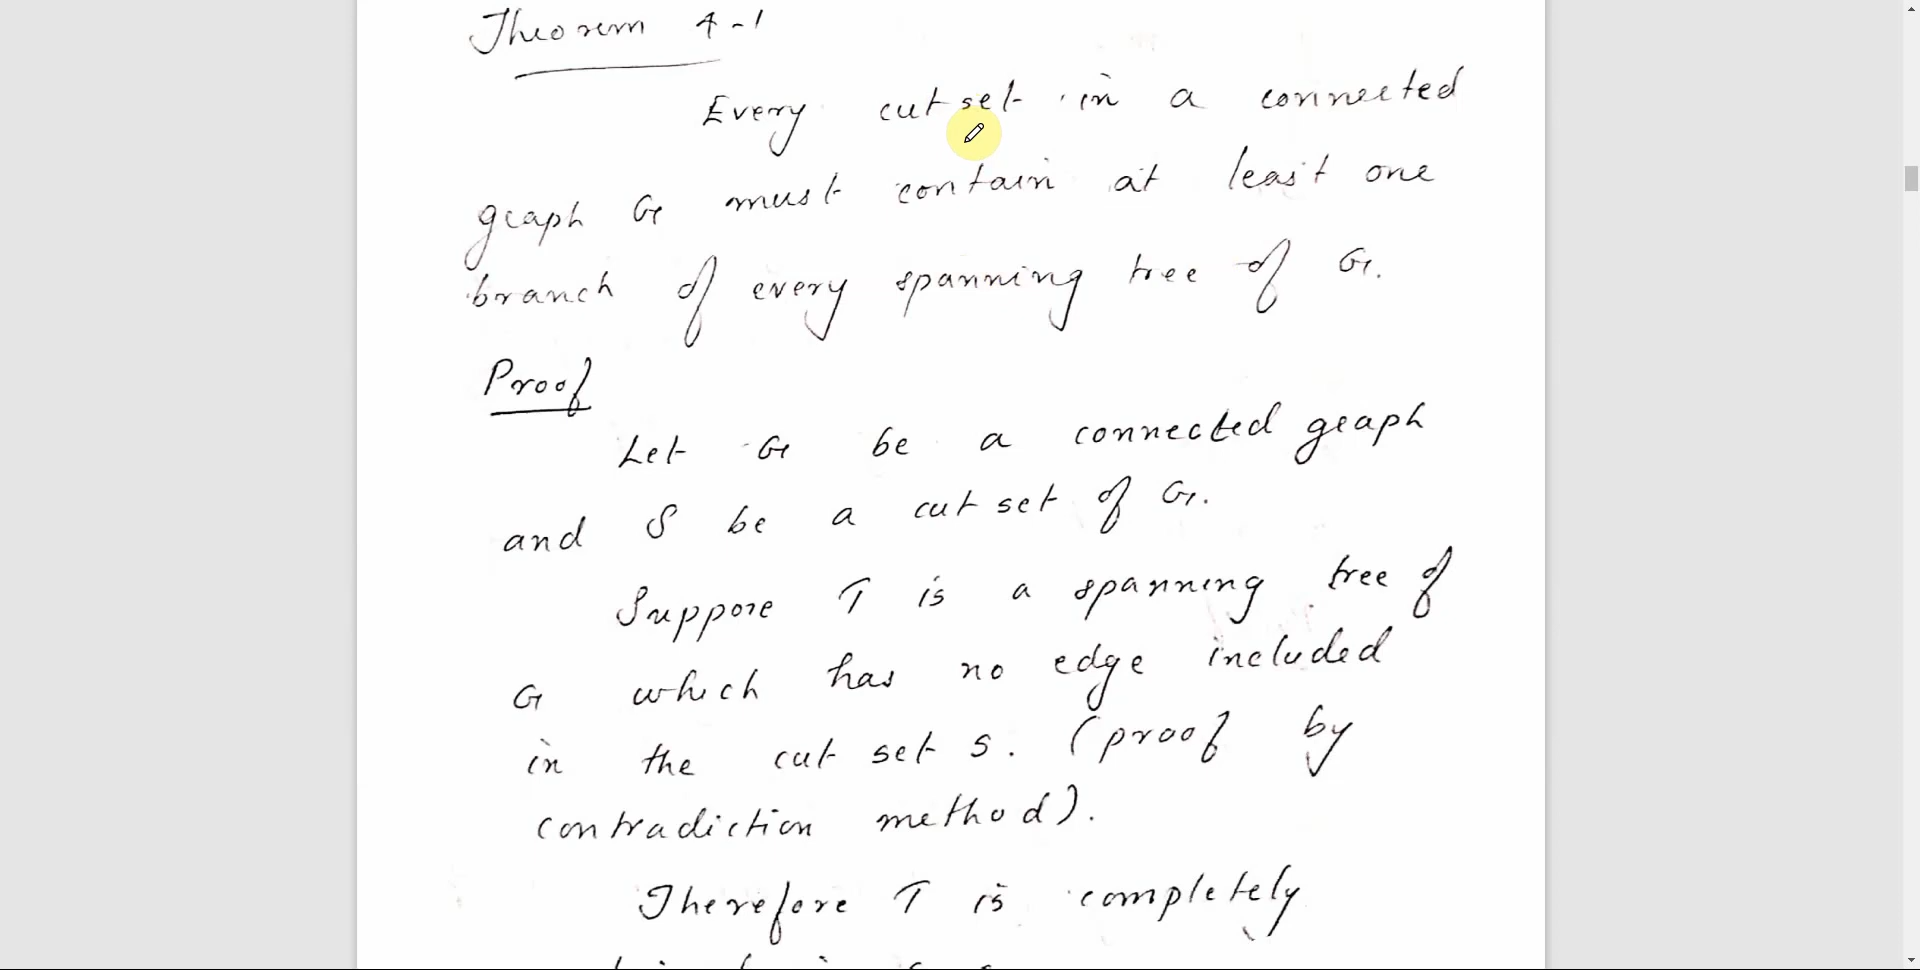 Theorem 4-1
Every cut set in a connected
graph G must contain at least one
branch of every spanning tree of G.
Proof
Let G be a connected graph
and S be a cut set of G.
Suppose T is a spanning tree of
G which has no edge included
in the cut set S. (proof by
contradiction method).
Therefore T is completely